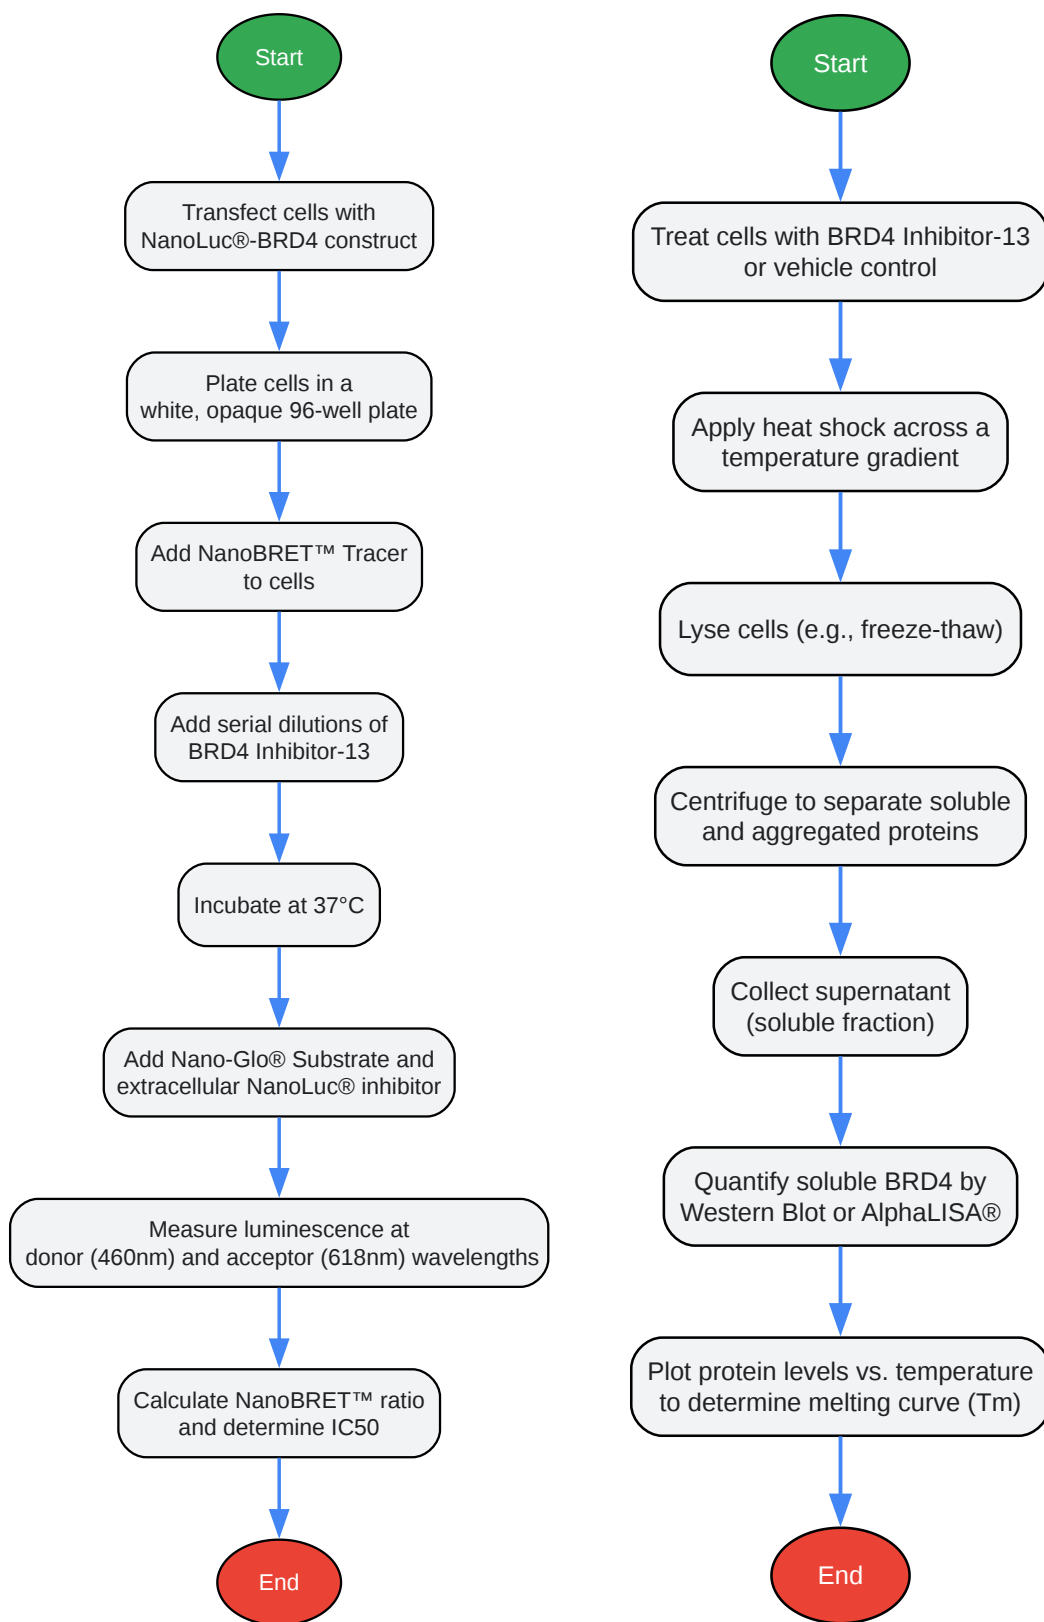 Start
Transfect cells with
NanoLuc®-BRD4 construct
Plate cells in a
white, opaque 96-well plate
Add NanoBRET™ Tracer
to cells
Add serial dilutions of
BRD4 Inhibitor-13
Incubate at 37°C
Add Nano-Glo® Substrate and
extracellular NanoLuc® inhibitor
Measure luminescence at
donor (460nm) and acceptor (618nm) wavelengths
Calculate NanoBRET™ ratio
and determine IC50
End
Start
Treat cells with BRD4 Inhibitor-13
or vehicle control
Apply heat shock across a
temperature gradient
Lyse cells (e.g., freeze-thaw)
Centrifuge to separate soluble
and aggregated proteins
Collect supernatant
(soluble fraction)
Quantify soluble BRD4 by
Western Blot or AlphaLISA®
Plot protein levels vs. temperature
to determine melting curve (Tm)
End